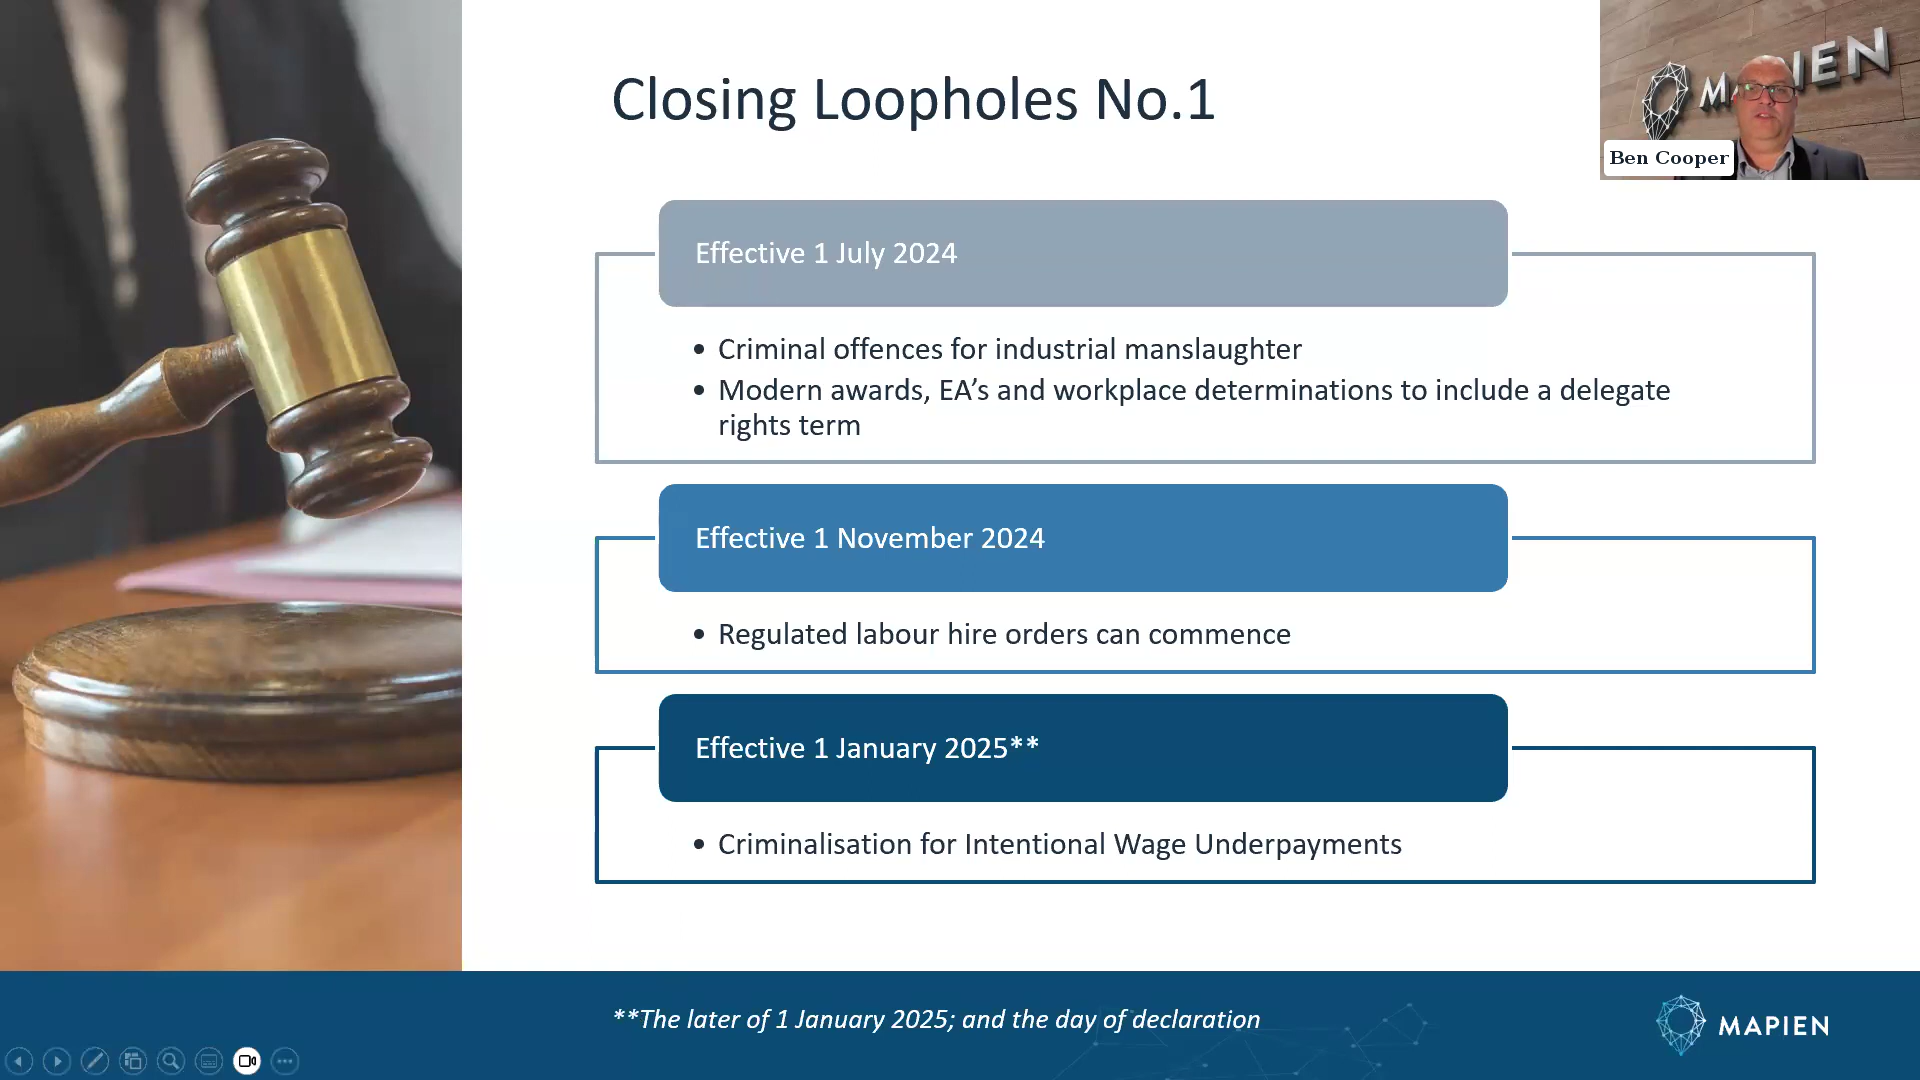 Closing Loopholes No.1
MAPIEN
Ben Cooper
Effective 1 July 2024
• Criminal offences for industrial manslaughter
• Modern awards, EA’s and workplace determinations to include a delegate
rights term
Effective 1 November 2024
• Regulated labour hire orders can commence
Effective 1 January 2025**
• Criminalisation for Intentional Wage Underpayments
**The later of 1 January 2025; and the day of declaration
MAPIEN